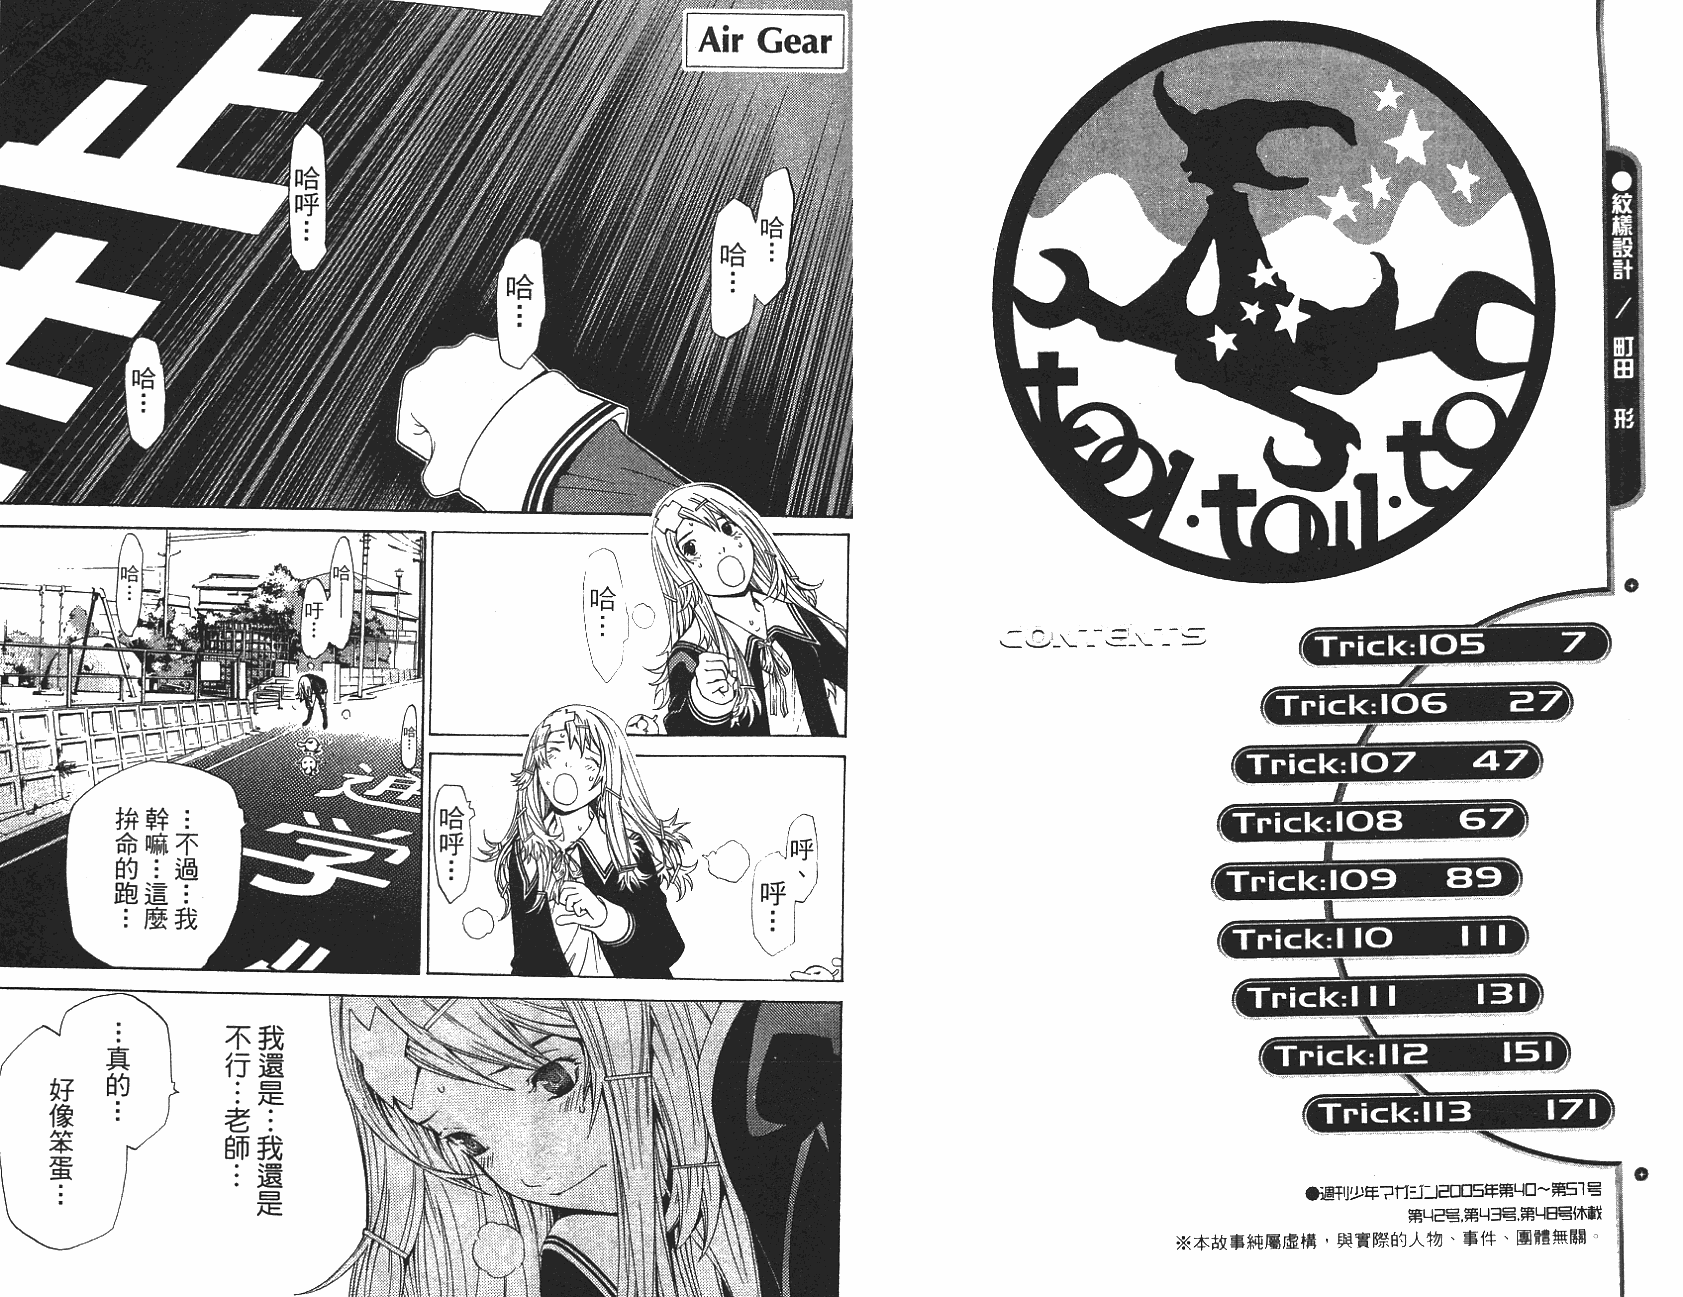 ●紋樣設計 / 町田 形
tool·toul·to
CONTENTS
Trick:105 7
Trick:106 27
Trick:107 47
Trick:108 67
Trick:109 89
Trick:110 111
Trick:111 131
Trick:112 151
Trick:113 171
●週刊少年マガジン2005年第40～第51号
第42号,第43号,第48号休載
※本故事純屬虛構，與實際的人物、事件、團體無關。
Air Gear
止
哈…
哈…
哈…
哈呼…
哈…
哈…
呼、
呼…
哈呼…
哈…
吁…
哈…
哈…
通
学
…不過…我
幹嘛…這麼
拚命的跑…
我還是…我還是
不行…老師…
…真的…
好像笨蛋…